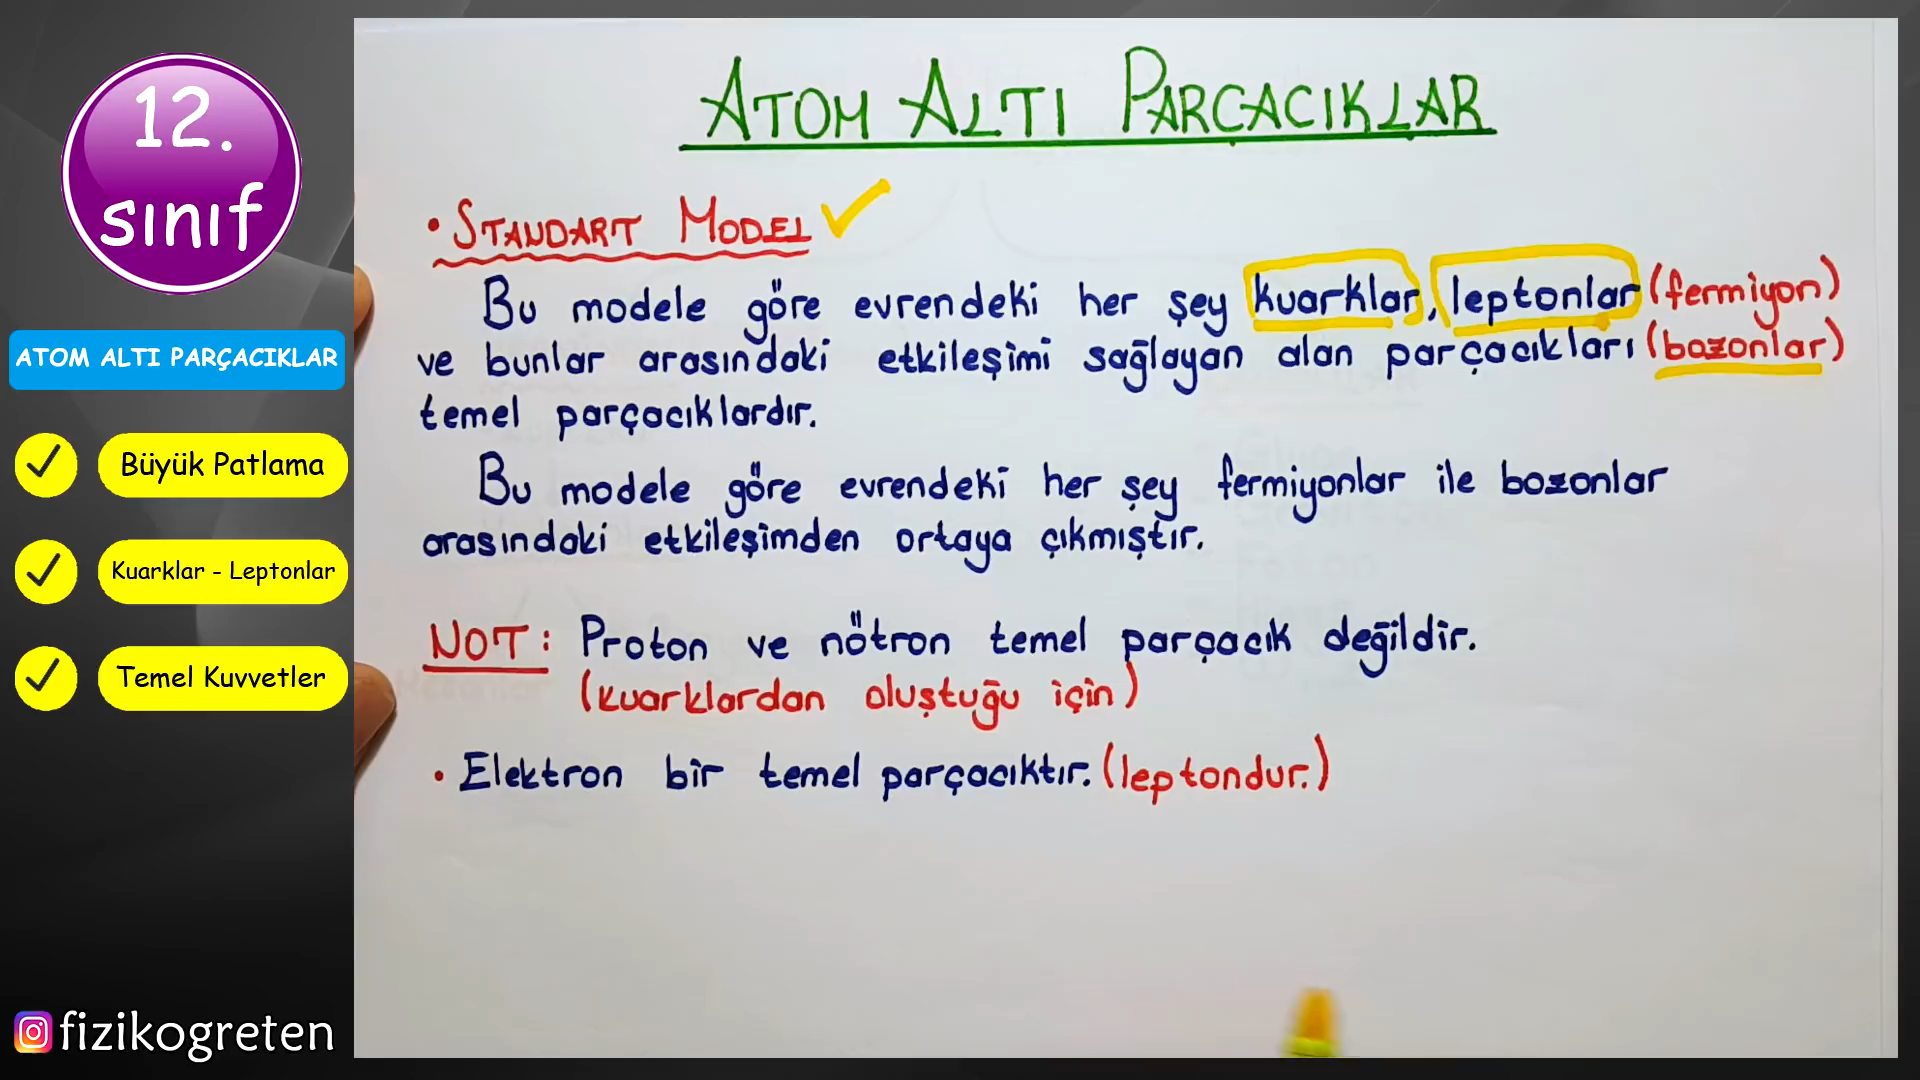 12.
sınıf
ATOM ALTI PARÇACIKLAR
Büyük Patlama
Kuarklar - Leptonlar
Temel Kuvvetler
fizikogreten
ATOM ALTI PARÇACIKLAR
• STANDART MODEL
Bu modele göre evrendeki her şey kuarklar, leptonlar (fermiyon)
ve bunlar arasındaki etkileşimi sağlayan alan parçacıkları (bozonlar)
temel parçacıklardır.
Bu modele göre evrendeki her şey fermiyonlar ile bozonlar
arasındaki etkileşimden ortaya çıkmıştır.
NOT: Proton ve nötron temel parçacık değildir.
(kuarklardan oluştuğu için)
• Elektron bir temel parçacıktır. (leptondur.)